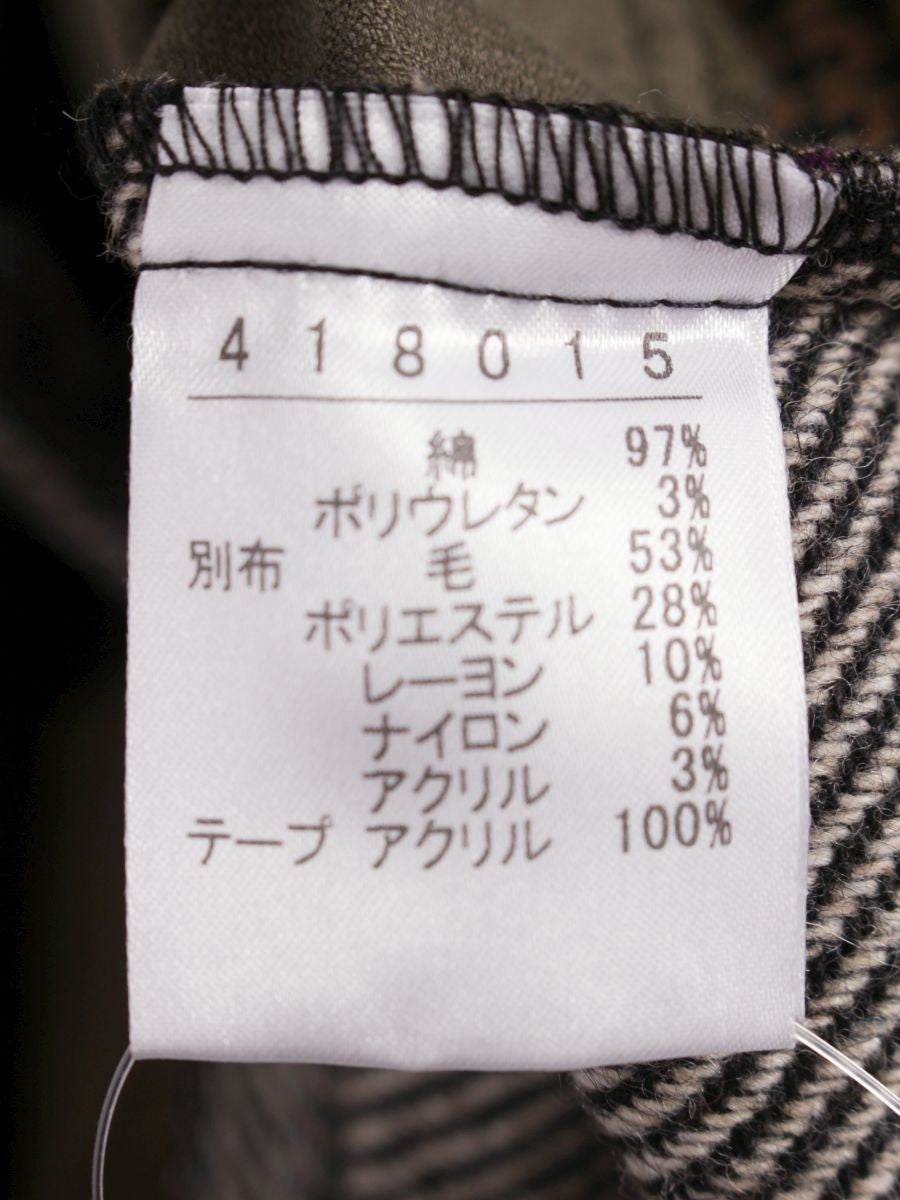 418015
綿 97%
ポリウレタン 3%
別布 毛 53%
ポリエステル 28%
レーヨン 10%
ナイロン 6%
アクリル 3%
テープ アクリル 100%